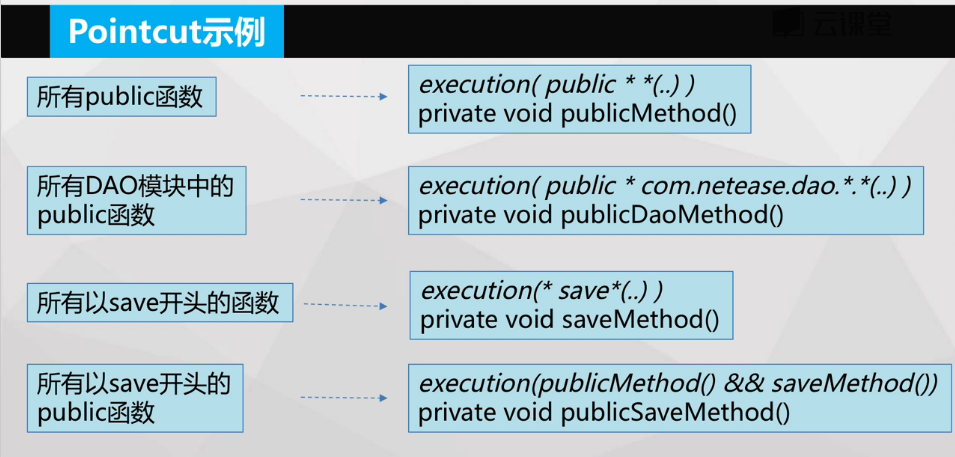 Pointcut示例
云课堂
所有public函数
execution( public * *(..) )
private void publicMethod()
所有DAO模块中的
public函数
execution( public * com.netease.dao.*.*(..) )
private void publicDaoMethod()
所有以save开头的函数
execution(* save*(..) )
private void saveMethod()
所有以save开头的
public函数
execution(publicMethod() && saveMethod())
private void publicSaveMethod()